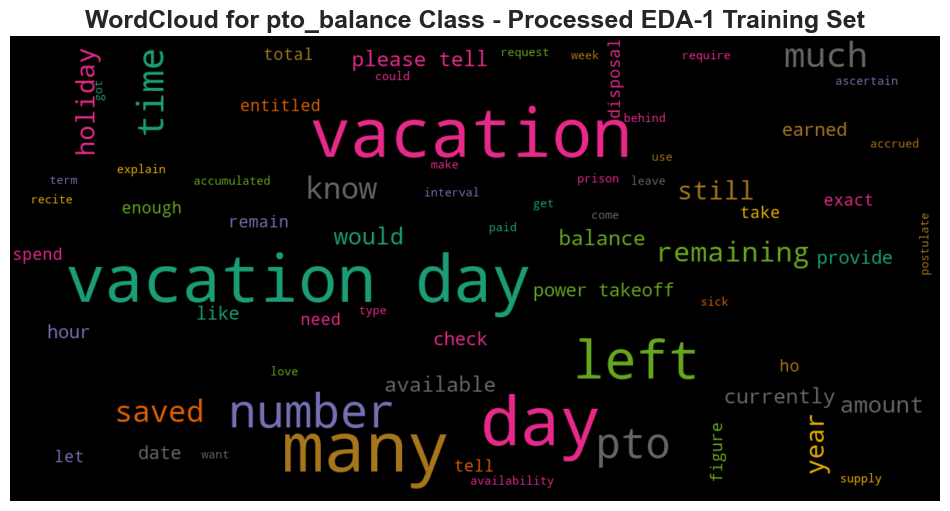 WordCloud for pto_balance Class - Processed EDA-1 Training Set
holiday
got
time
total
please tell
could
request
week
disposal
require
much
ascertain
entitled
vacation
behind
earned
accrued
make
use
explain
term
recite
accumulated
know
interval
prison
leave
still
exact
enough
remain
get
come
take
paid
would
balance
postulate
spend
remaining
provide
vacation day
power takeoff
sick
like
type
need
hour
check
left
love
ho
available
currently
amount
saved
number
day
many
pto
figure
year
let
date
want
tell
availability
supply